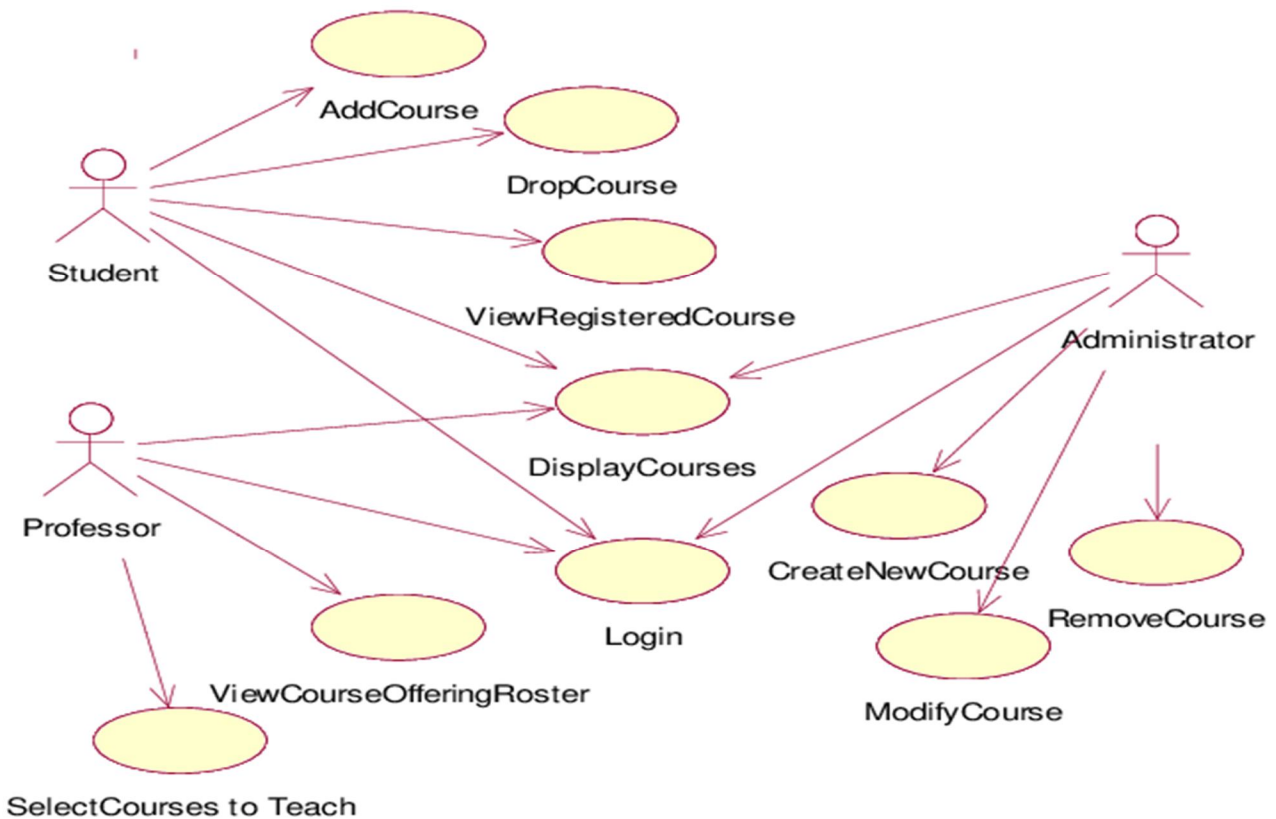 AddCourse
DropCourse
Student
ViewRegisteredCourse
Administrator
DisplayCourses
Professor
CreateNewCourse
RemoveCourse
Login
ViewCourseOfferingRoster
ModifyCourse
SelectCourses to Teach